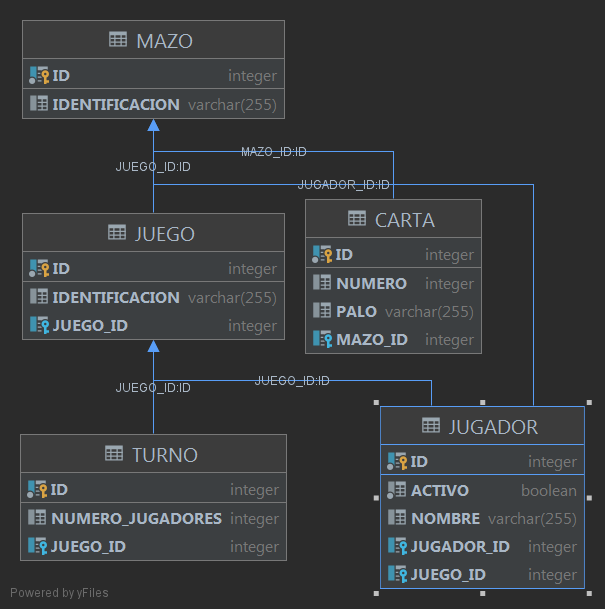 MAZO
ID integer
IDENTIFICACION varchar(255)
JUEGO_ID:ID
MAZO_ID:ID
JUGADOR_ID:ID
JUEGO
ID integer
IDENTIFICACION varchar(255)
JUEGO_ID integer
CARTA
ID integer
NUMERO integer
PALO varchar(255)
MAZO_ID integer
JUEGO_ID:ID
JUEGO_ID:ID
TURNO
ID integer
NUMERO_JUGADORES integer
JUEGO_ID integer
JUGADOR
ID integer
ACTIVO boolean
NOMBRE varchar(255)
JUGADOR_ID integer
JUEGO_ID integer
Powered by yFiles